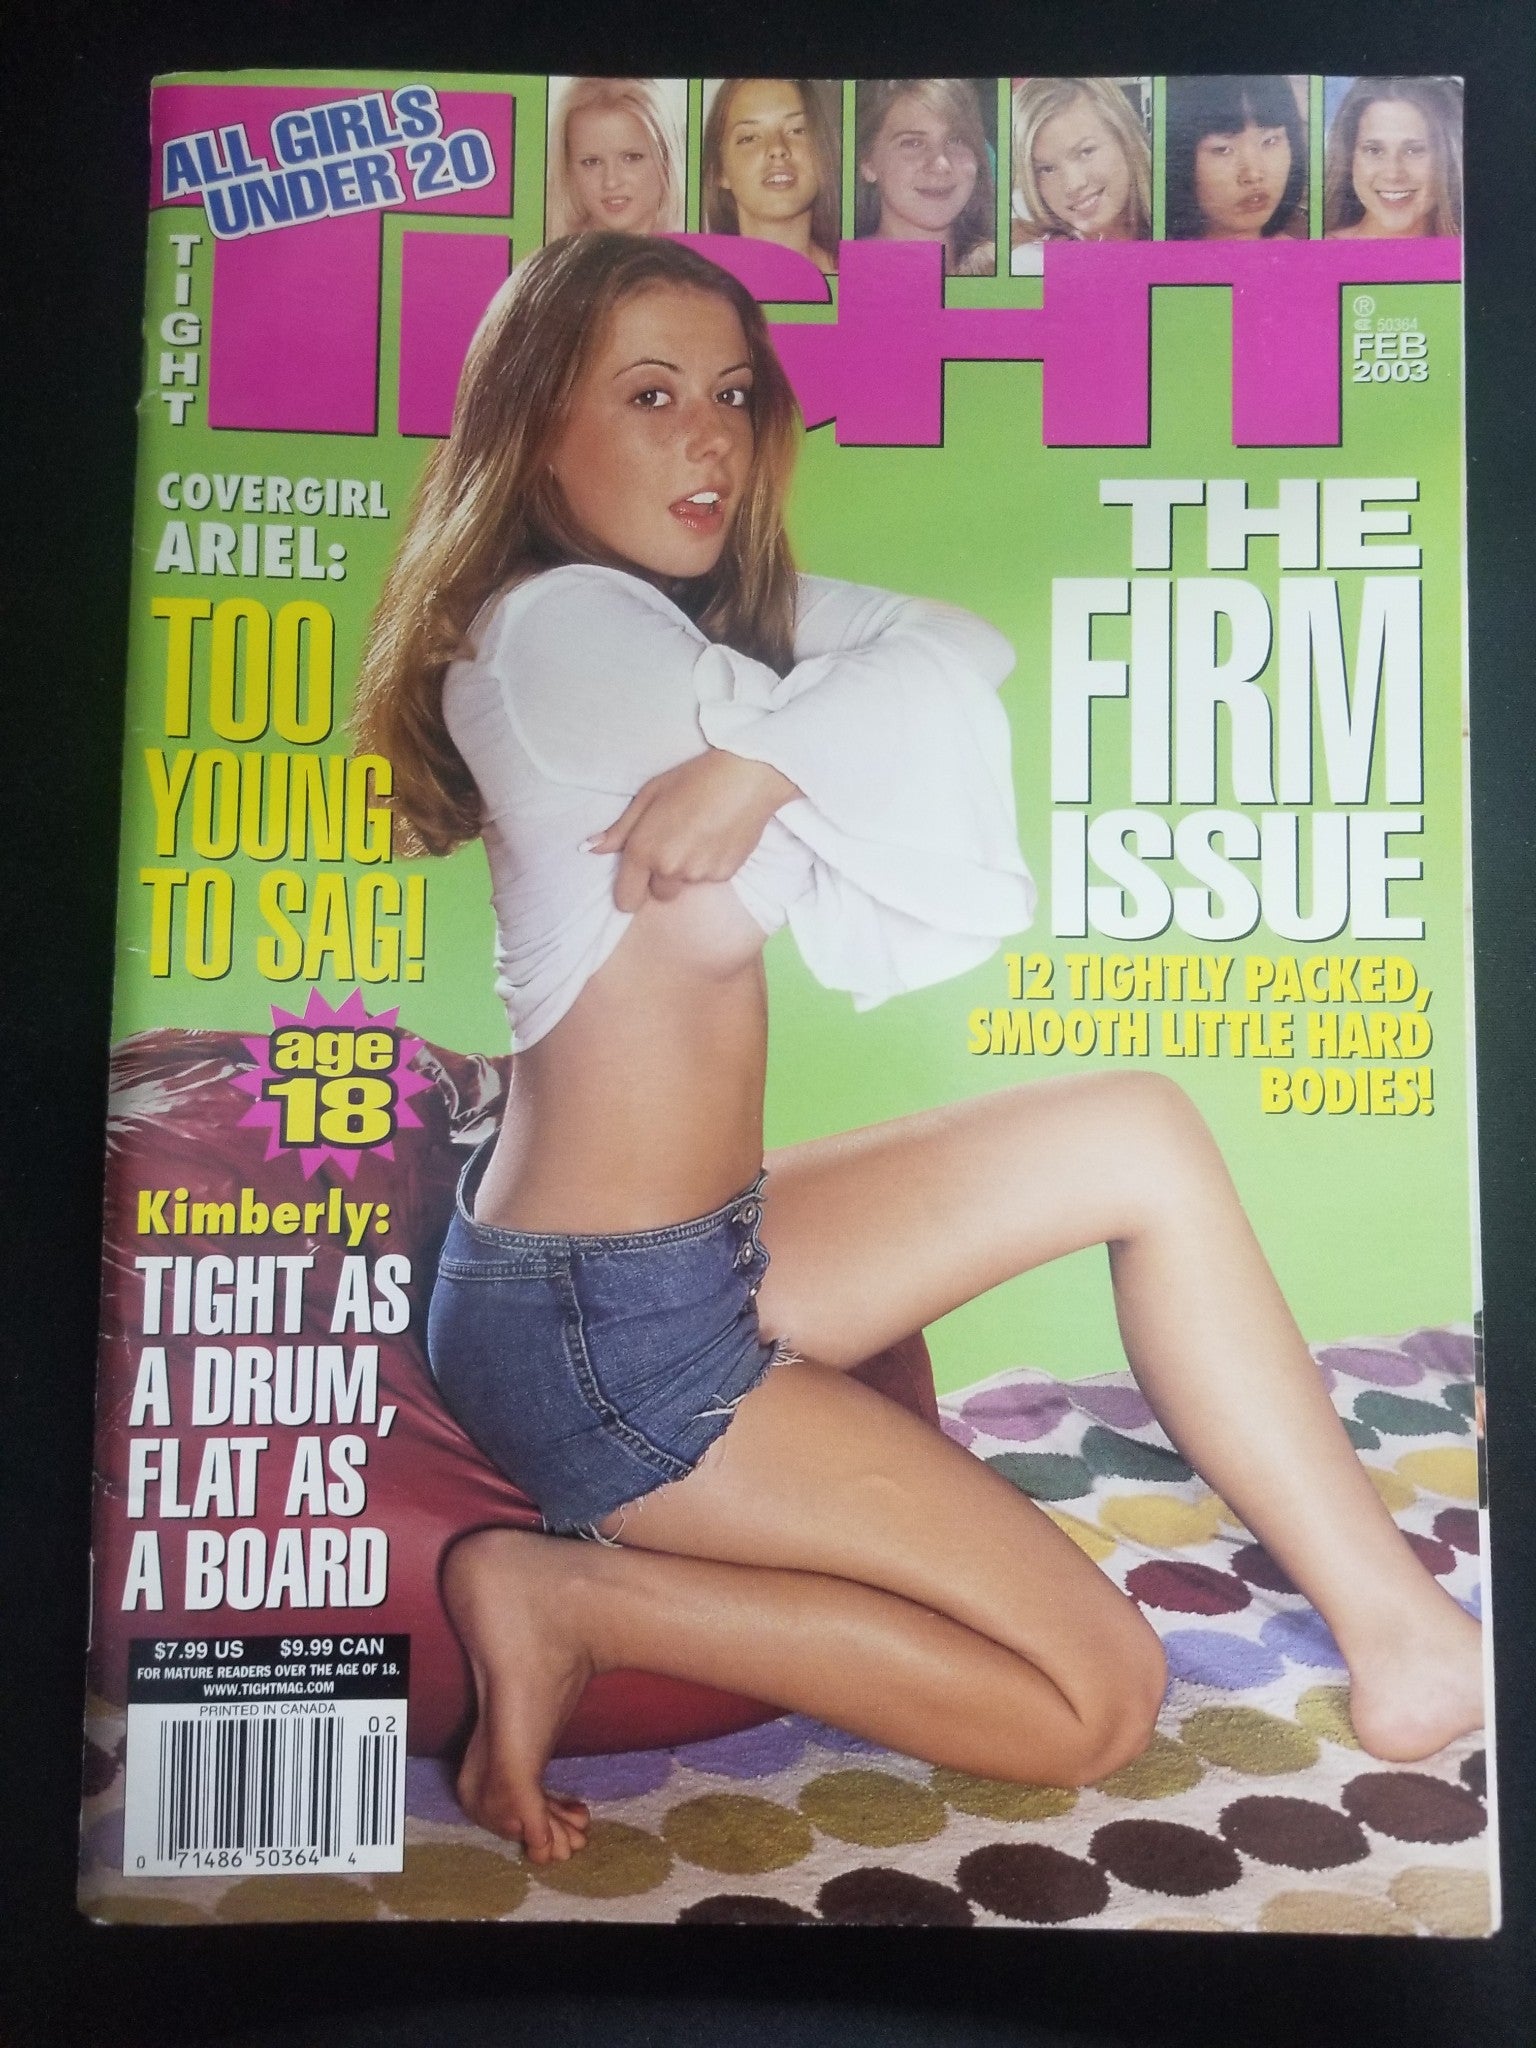 ALL GIRLS
UNDER 20
TIGHT
TIGHT
®
50364
FEB
2003
COVERGIRL
ARIEL:
TOO
YOUNG
TO SAG!
age
18
THE
FIRM
ISSUE
12 TIGHTLY PACKED,
SMOOTH LITTLE HARD
BODIES!
Kimberly:
TIGHT AS
A DRUM,
FLAT AS
A BOARD
$7.99 US $9.99 CAN
FOR MATURE READERS OVER THE AGE OF 18.
WWW.TIGHTMAG.COM
PRINTED IN CANADA
02
0 71486 50364 4